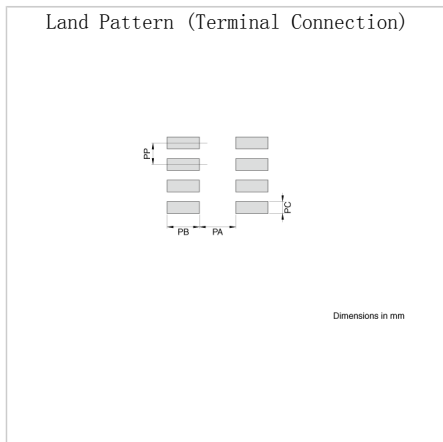 Land Pattern (Terminal Connection)
PP
PC
PB PA
Dimensions in mm